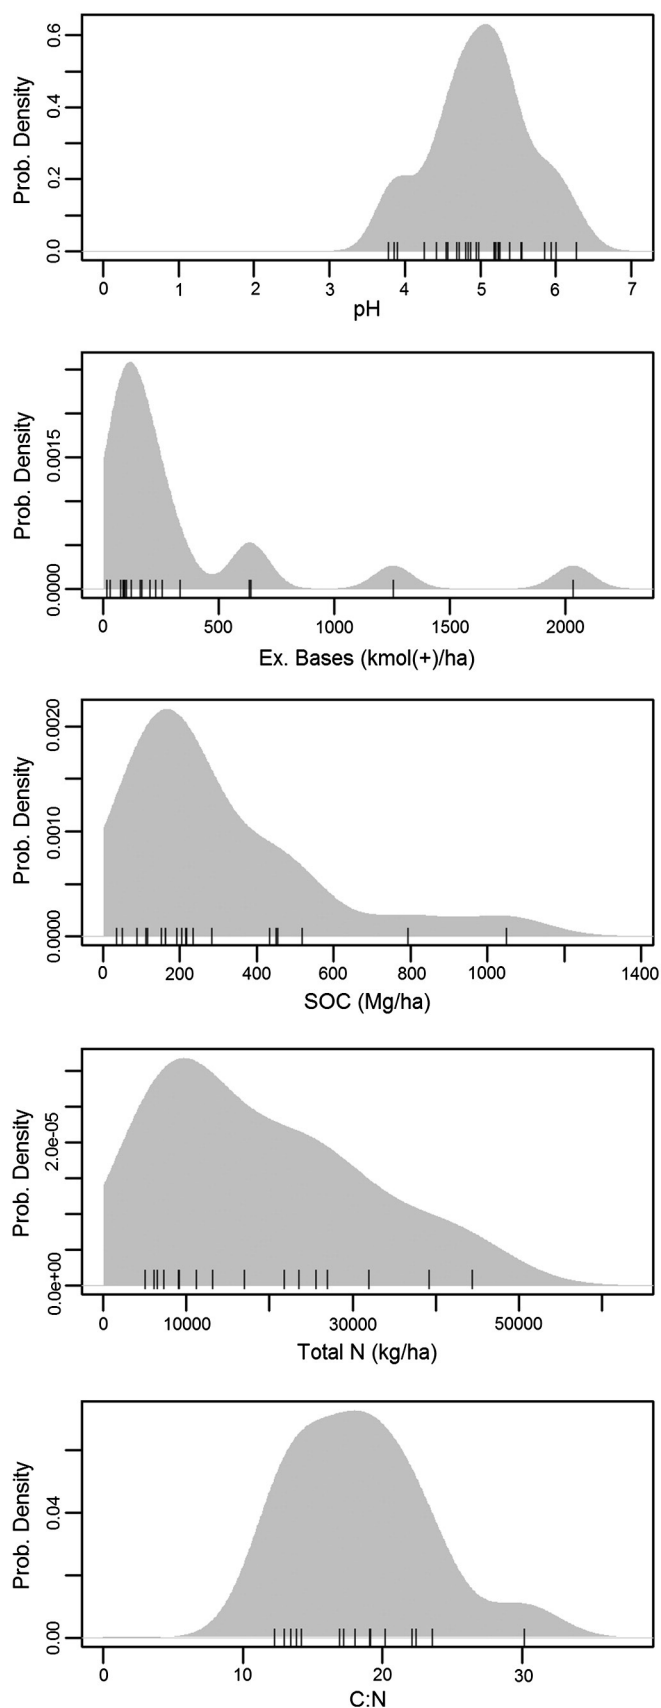 Prob. Density
0.0 0.2 0.4 0.6
0 1 2 3 4 5 6 7
pH
Prob. Density
0.0000 0.0015
0 500 1000 1500 2000
Ex. Bases (kmol(+)/ha)
Prob. Density
0.0000 0.0010 0.0020
0 200 400 600 800 1000 1400
SOC (Mg/ha)
Prob. Density
0.0e+00 2.0e-05
0 10000 30000 50000
Total N (kg/ha)
Prob. Density
0.00 0.04
0 10 20 30
C:N